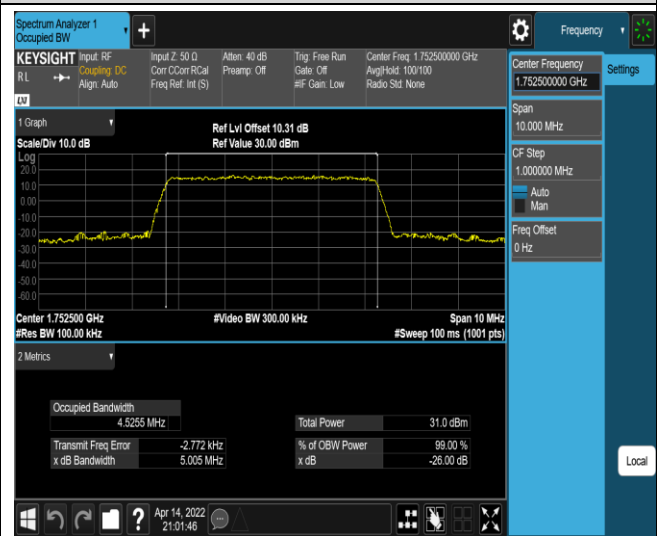 Spectrum Analyzer 1
Occupied BW
Frequency
KEYSIGHT
Input: RF
Coupling: DC
Align: Auto
Input Z: 50 Ω
Corr CCorr RCal
Freq Ref: Int (S)
Atten: 40 dB
Preamp: Off
Trig: Free Run
Gate: Off
#IF Gain: Low
Center Freq: 1.752500000 GHz
Avg|Hold: 100/100
Radio Std: None
R L
LXI
Center Frequency
1.752500000 GHz
Settings
Span
10.000 MHz
CF Step
1.000000 MHz
Auto
Man
Freq Offset
0 Hz
1 Graph
Scale/Div 10.0 dB
Ref Lvl Offset 10.31 dB
Ref Value 30.00 dBm
Log
20.0
10.0
0.00
-10.0
-20.0
-30.0
-40.0
-50.0
-60.0
Center 1.752500 GHz
#Video BW 300.00 kHz
Span 10 MHz
#Res BW 100.00 kHz
#Sweep 100 ms (1001 pts)
2 Metrics
Occupied Bandwidth
4.5255 MHz
Total Power 31.0 dBm
Transmit Freq Error -2.772 kHz
% of OBW Power 99.00 %
x dB Bandwidth 5.005 MHz
x dB -26.00 dB
Local
?
Apr 14, 2022
21:01:46